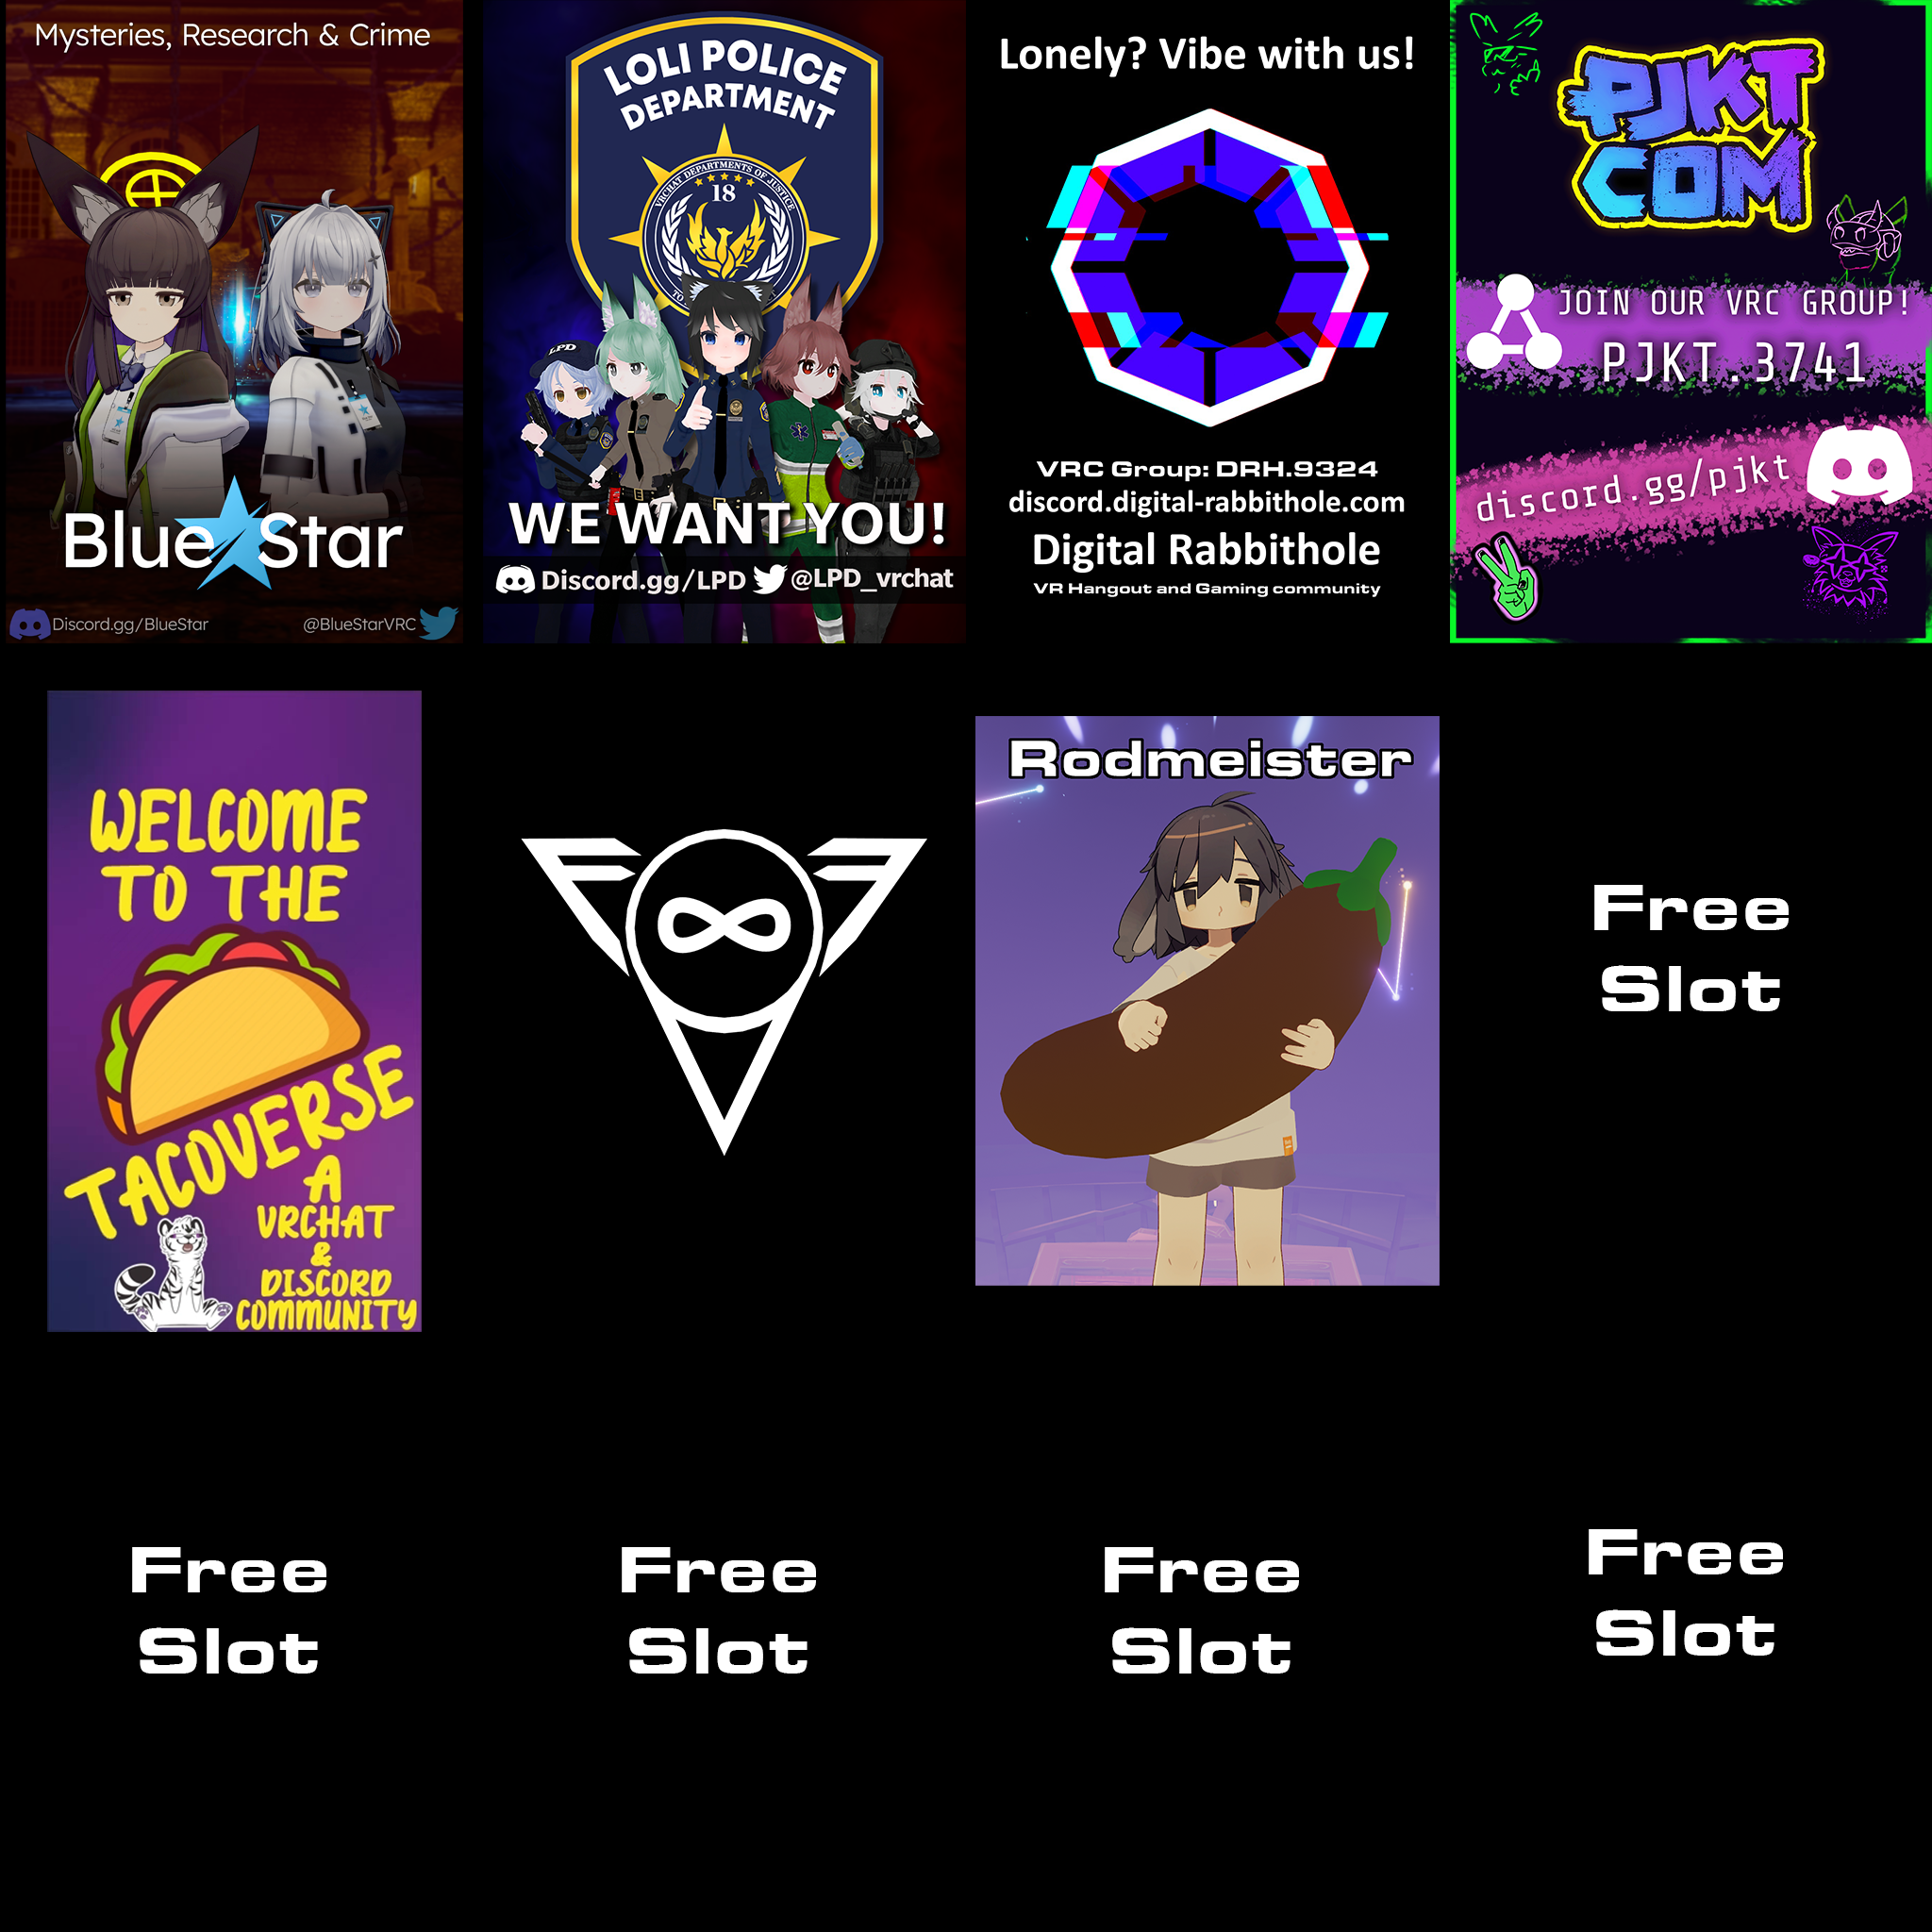 Mysteries, Research & Crime
Blue Star
Discord.gg/BlueStar
@BlueStarVRC
LOLI POLICE
DEPARTMENT
VRCHAT DEPARTMENTS OF JUSTICE
18
LPD
WE WANT YOU!
Discord.gg/LPD @LPD_vrchat
Lonely? Vibe with us!
VRC Group: DRH.9324
discord.digital-rabbithole.com
Digital Rabbithole
VR Hangout and Gaming community
PJKT
COM
JOIN OUR VRC GROUP!
PJKT.3741
discord.gg/pjkt
WELCOME
TO THE
TACOVERSE
A
VRCHAT
&
DISCORD
COMMUNITY
Rodmeister
Free
Slot
Free
Slot
Free
Slot
Free
Slot
Free
Slot